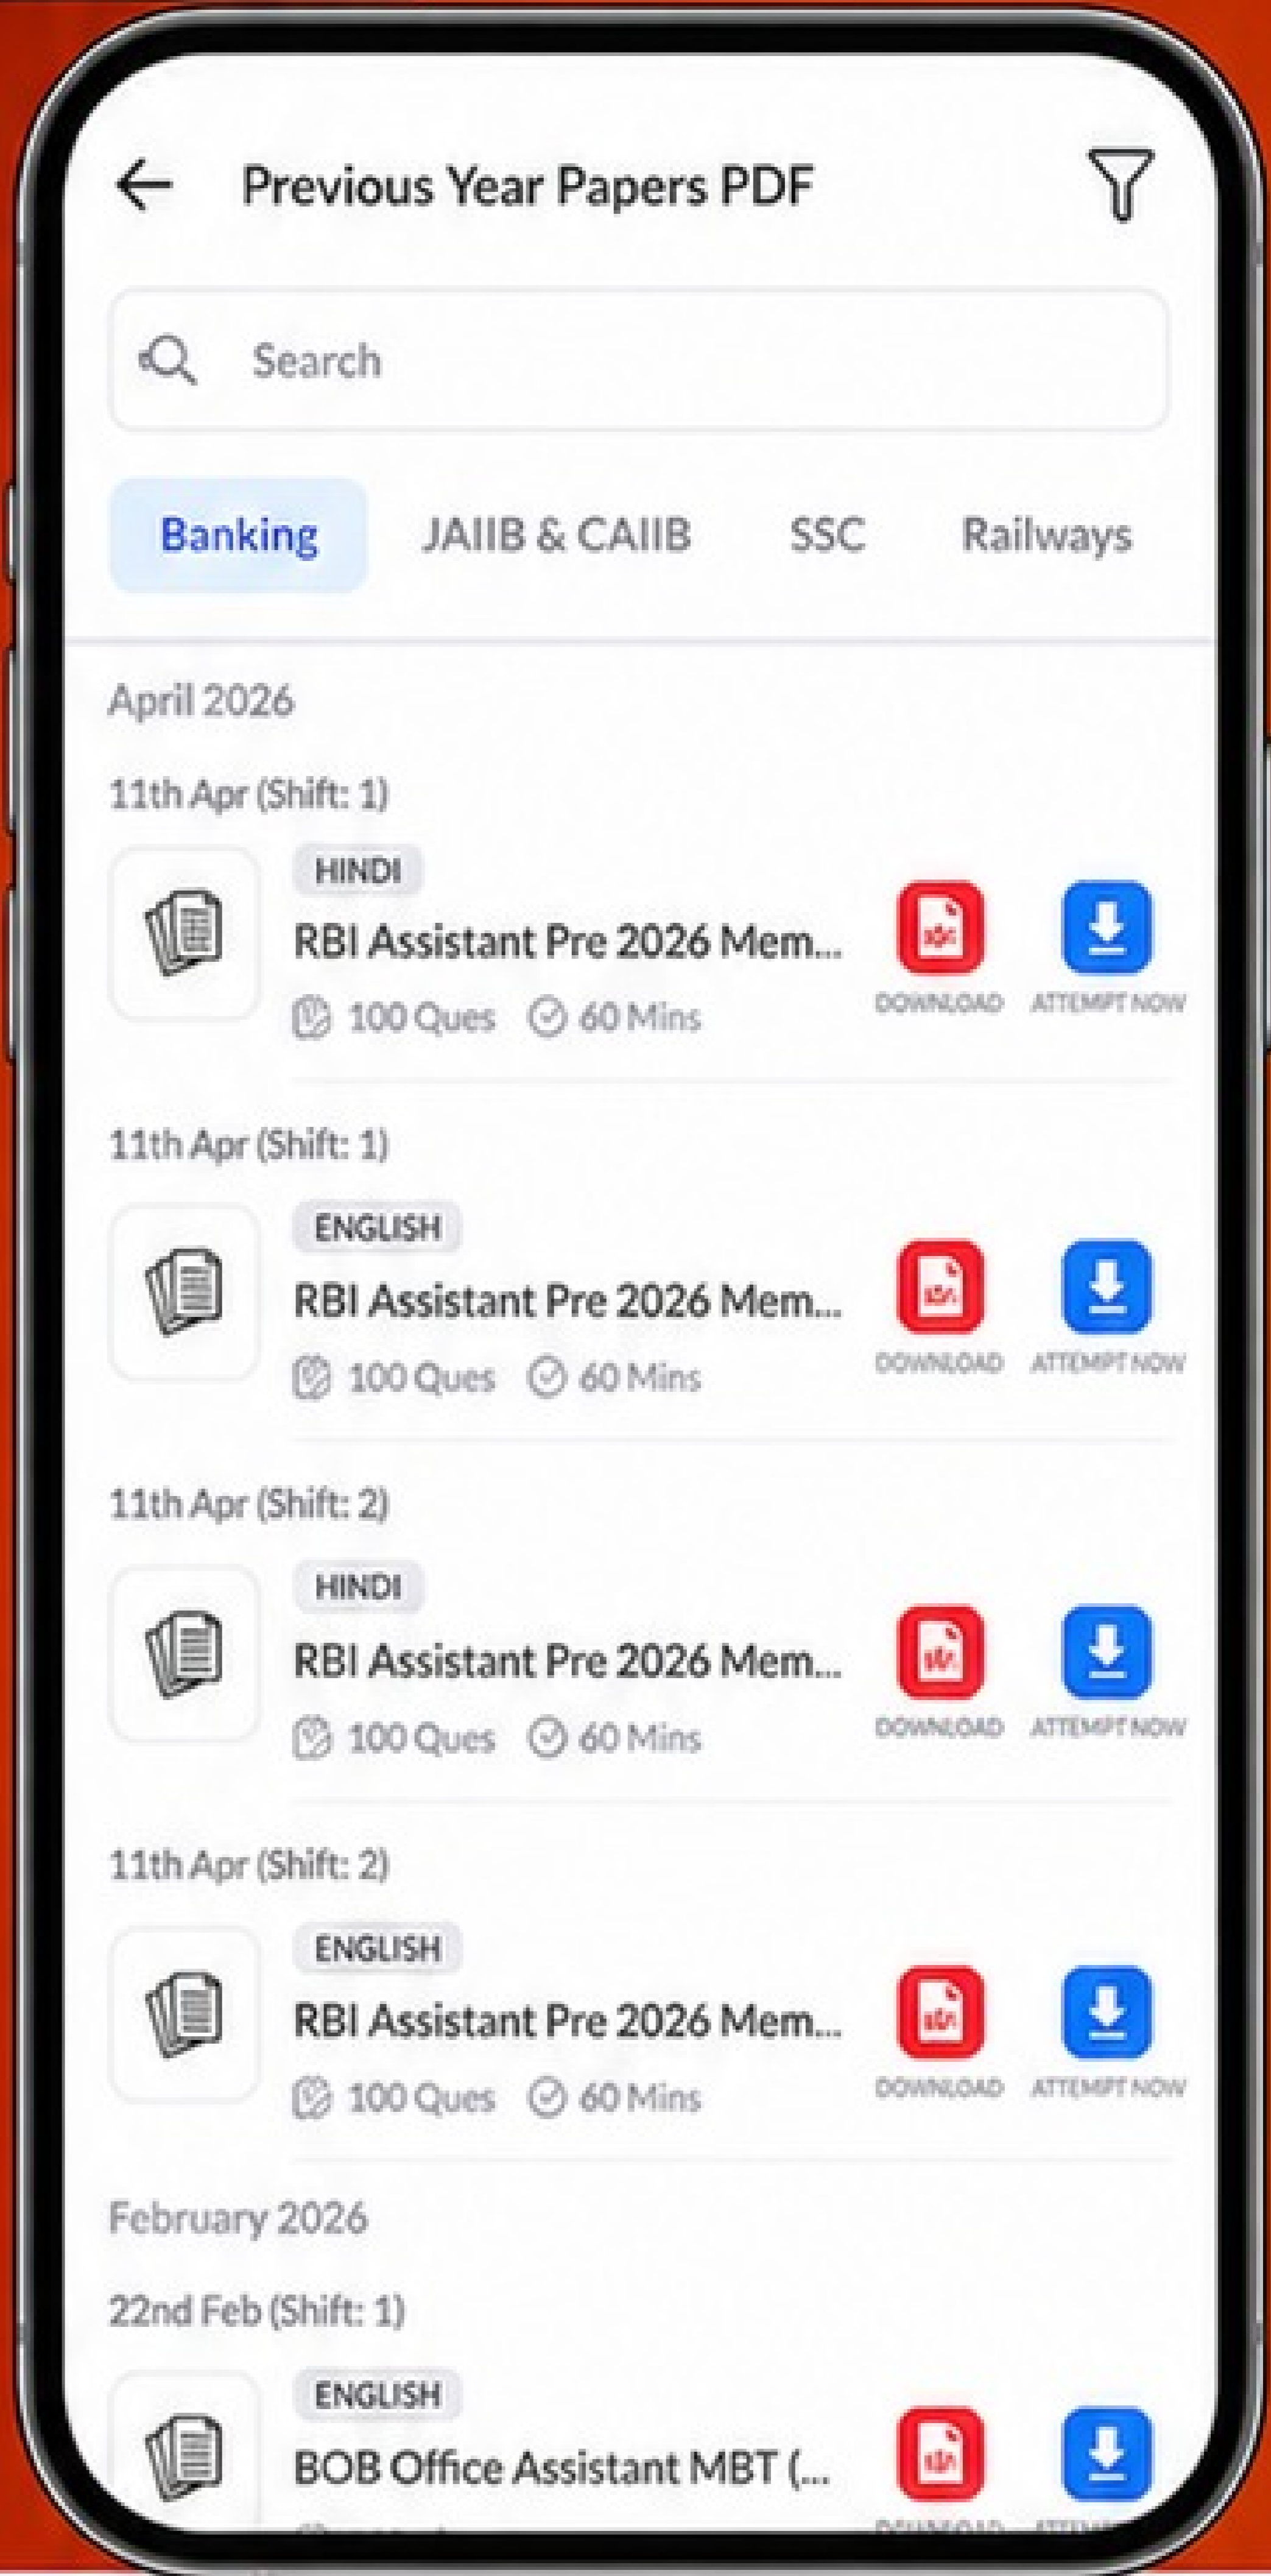 Previous Year Papers PDF
Search
Banking JAIIB & CAIIB SSC Railways
April 2026
11th Apr (Shift: 1)
HINDI
RBI Assistant Pre 2026 Mem...
100 Ques 60 Mins
DOWNLOAD ATTEMPT NOW
11th Apr (Shift: 1)
ENGLISH
RBI Assistant Pre 2026 Mem...
100 Ques 60 Mins
DOWNLOAD ATTEMPT NOW
11th Apr (Shift: 2)
HINDI
RBI Assistant Pre 2026 Mem...
100 Ques 60 Mins
DOWNLOAD ATTEMPT NOW
11th Apr (Shift: 2)
ENGLISH
RBI Assistant Pre 2026 Mem...
100 Ques 60 Mins
DOWNLOAD ATTEMPT NOW
February 2026
22nd Feb (Shift: 1)
ENGLISH
BOB Office Assistant MBT (...